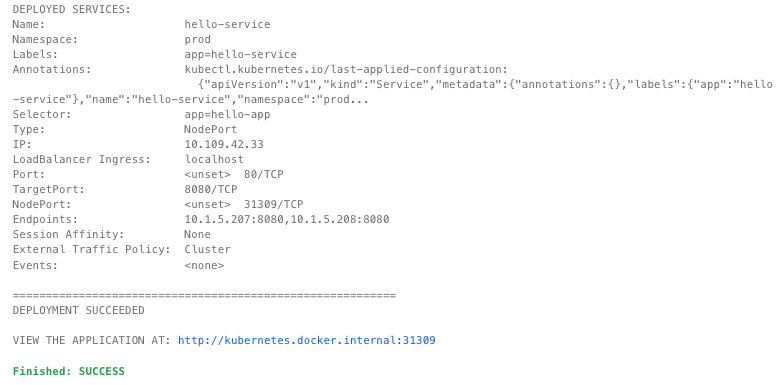 DEPLOYED SERVICES:
Name: hello-service
Namespace: prod
Labels: app=hello-service
Annotations: kubectl.kubernetes.io/last-applied-configuration:
{"apiVersion":"v1","kind":"Service","metadata":{"annotations":{},"labels":{"app":"hello
-service"},"name":"hello-service","namespace":"prod...
Selector: app=hello-app
Type: NodePort
IP: 10.109.42.33
LoadBalancer Ingress: localhost
Port: <unset> 80/TCP
TargetPort: 8080/TCP
NodePort: <unset> 31309/TCP
Endpoints: 10.1.5.207:8080,10.1.5.208:8080
Session Affinity: None
External Traffic Policy: Cluster
Events: <none>
==========================================================
DEPLOYMENT SUCCEEDED
VIEW THE APPLICATION AT: http://kubernetes.docker.internal:31309
Finished: SUCCESS